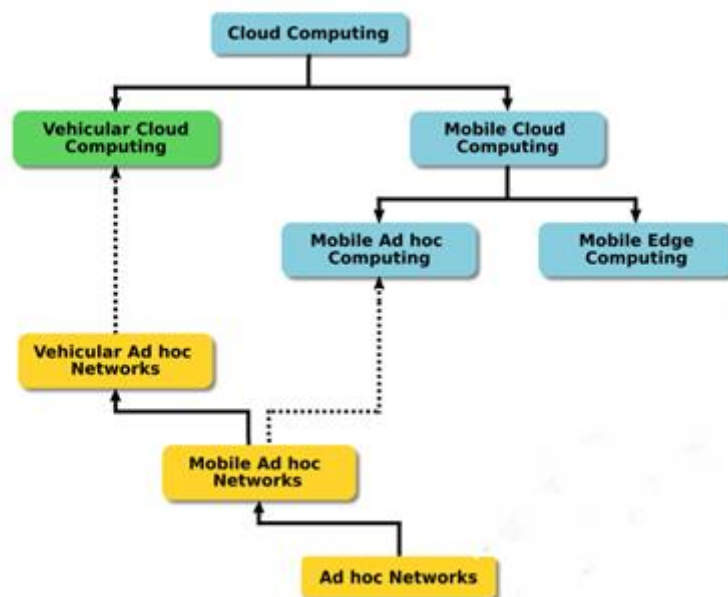 Cloud Computing
Vehicular Cloud
Computing
Mobile Cloud
Computing
Mobile Ad hoc
Computing
Mobile Edge
Computing
Vehicular Ad hoc
Networks
Mobile Ad hoc
Networks
Ad hoc Networks